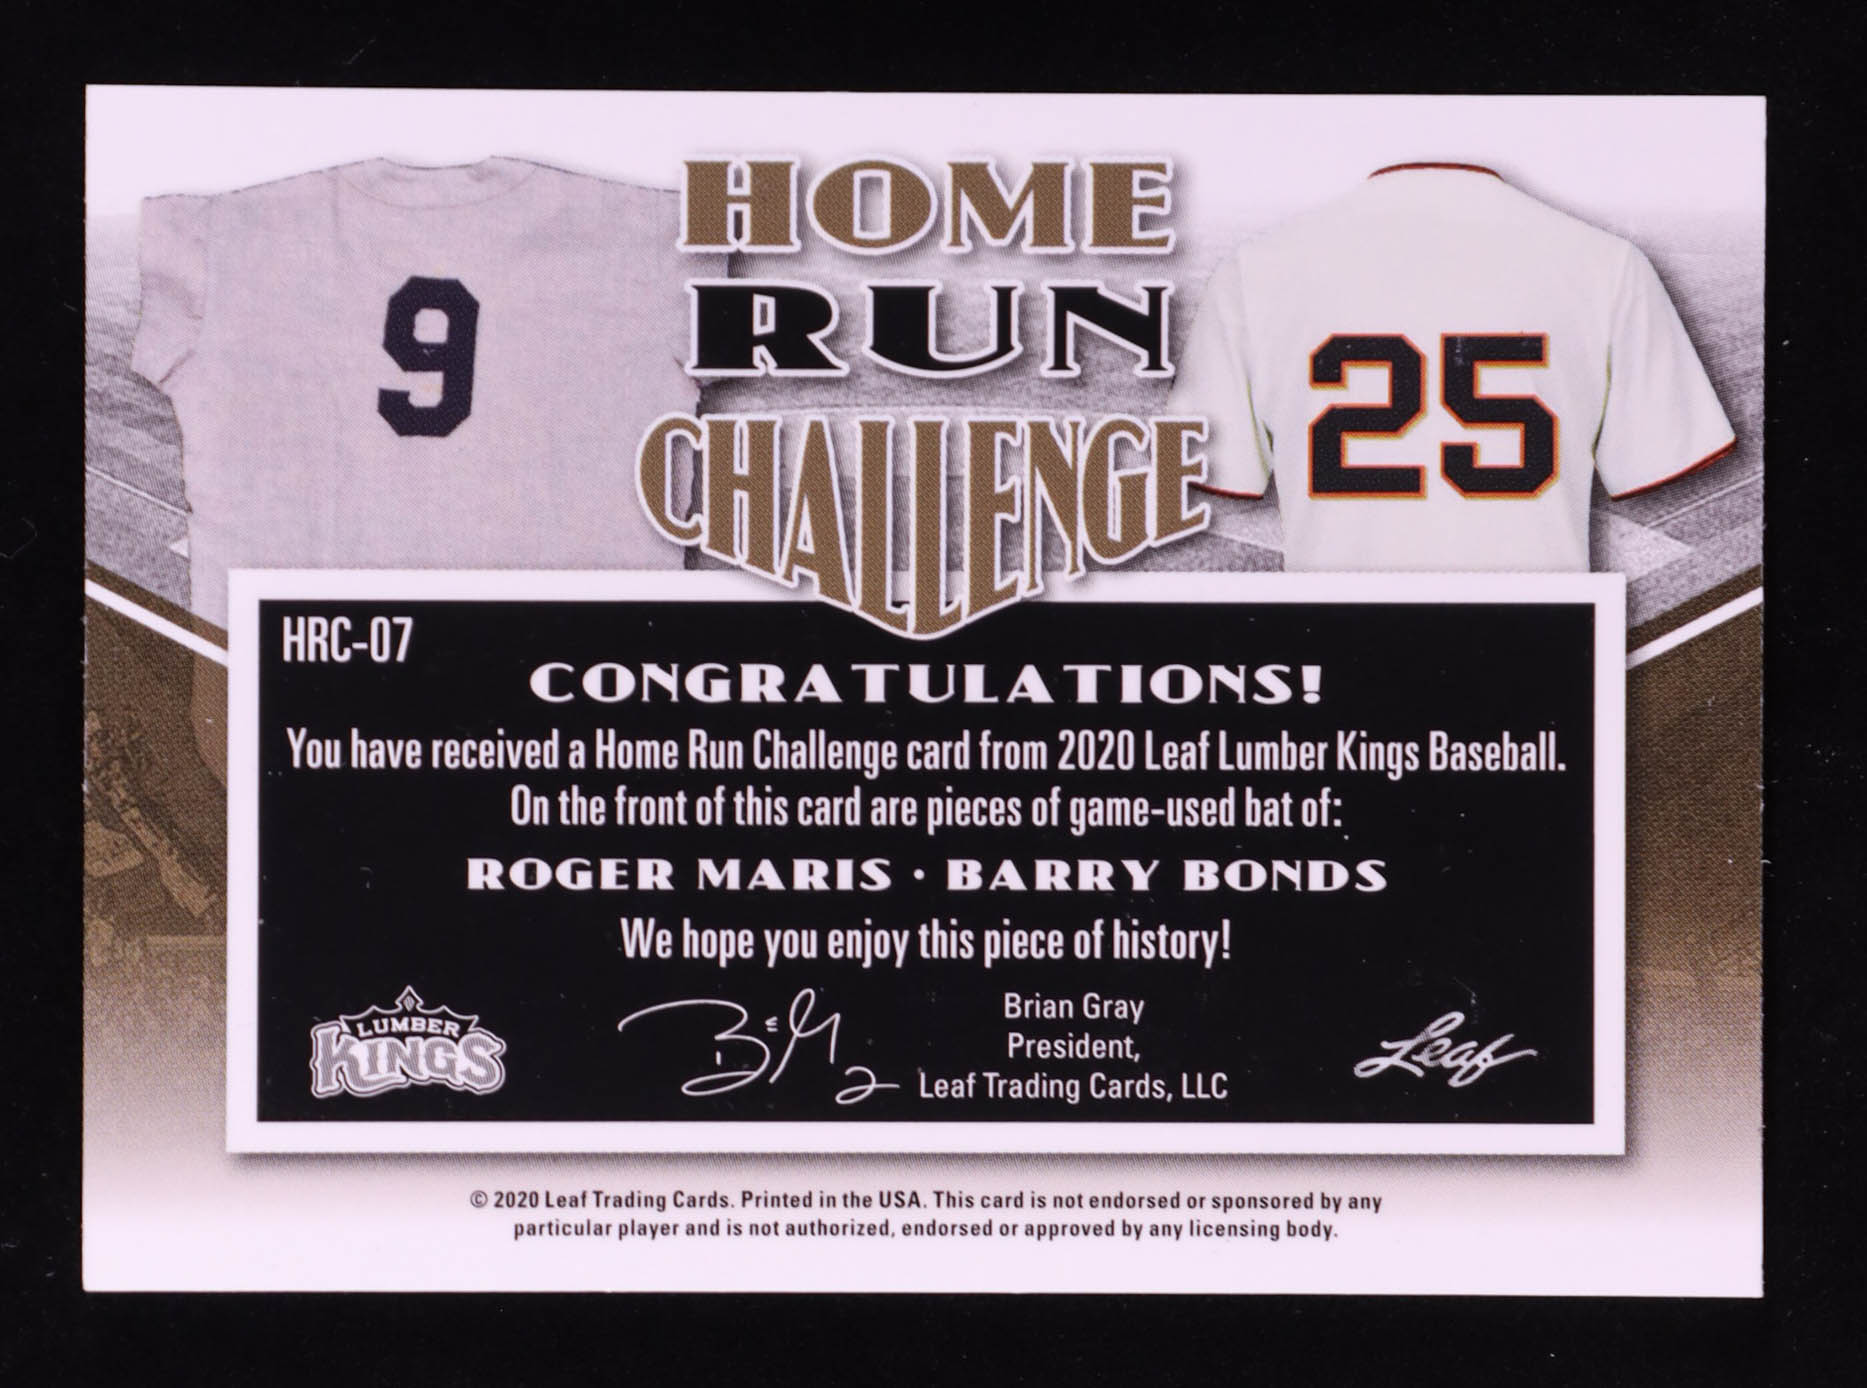 HOME
RUN
CHALLENGE
9
25
HRC-07
CONGRATULATIONS!
You have received a Home Run Challenge card from 2020 Leaf Lumber Kings Baseball.
On the front of this card are pieces of game-used bat of:
ROGER MARIS · BARRY BONDS
We hope you enjoy this piece of history!
LUMBER
KINGS
Brian Gray
President,
Leaf Trading Cards, LLC
Leaf
© 2020 Leaf Trading Cards. Printed in the USA. This card is not endorsed or sponsored by any
particular player and is not authorized, endorsed or approved by any licensing body.